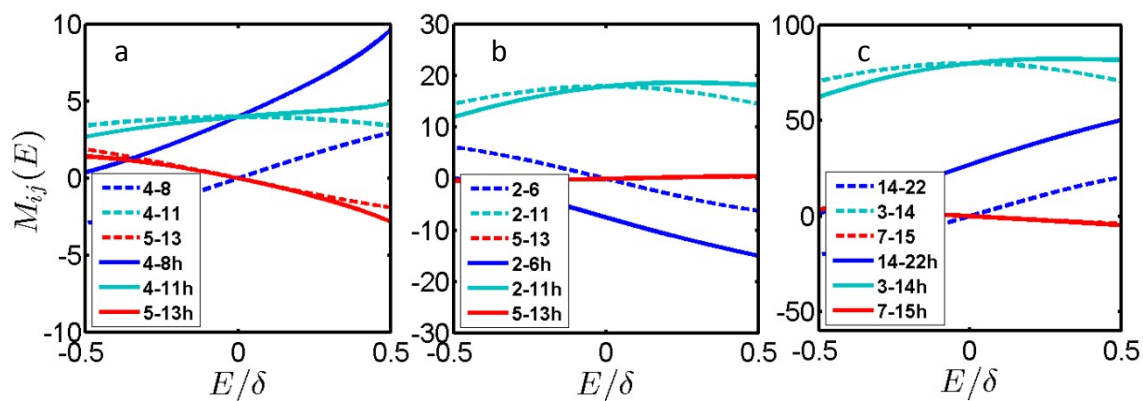 M_{ij}(E)
a
10
5
0
-5
-10
4-8
4-11
5-13
4-8h
4-11h
5-13h
-0.5
0
0.5
E/δ
b
30
20
10
0
-10
-20
-30
2-6
2-11
5-13
2-6h
2-11h
5-13h
-0.5
0
0.5
E/δ
c
100
50
0
-50
14-22
3-14
7-15
14-22h
3-14h
7-15h
-0.5
0
0.5
E/δ